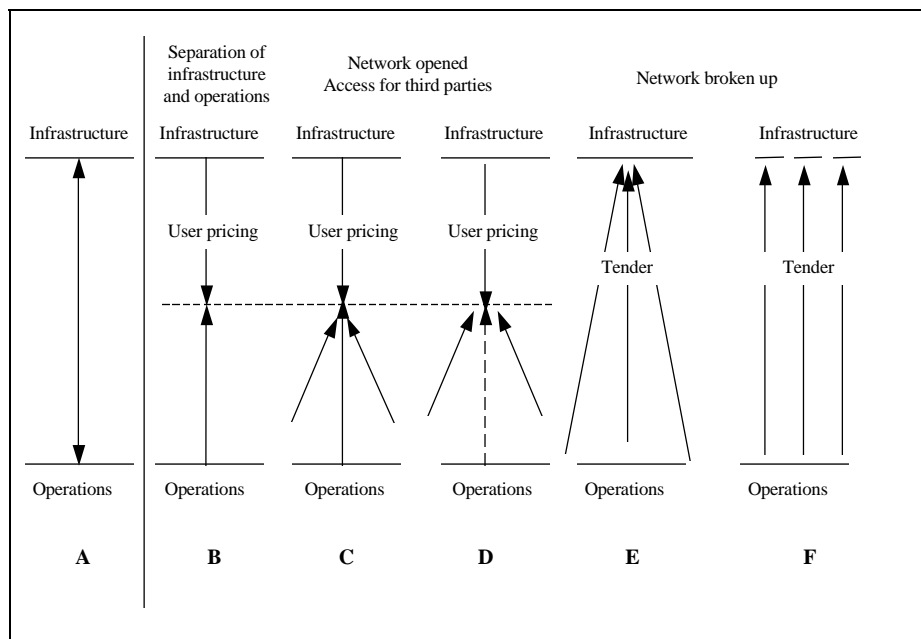 Separation of
infrastructure
and operations
Network opened
Access for third parties
Network broken up
Infrastructure
Infrastructure
Infrastructure
Infrastructure
Infrastructure
Infrastructure
User pricing
User pricing
User pricing
Tender
Tender
Operations
Operations
Operations
Operations
Operations
Operations
A
B
C
D
E
F